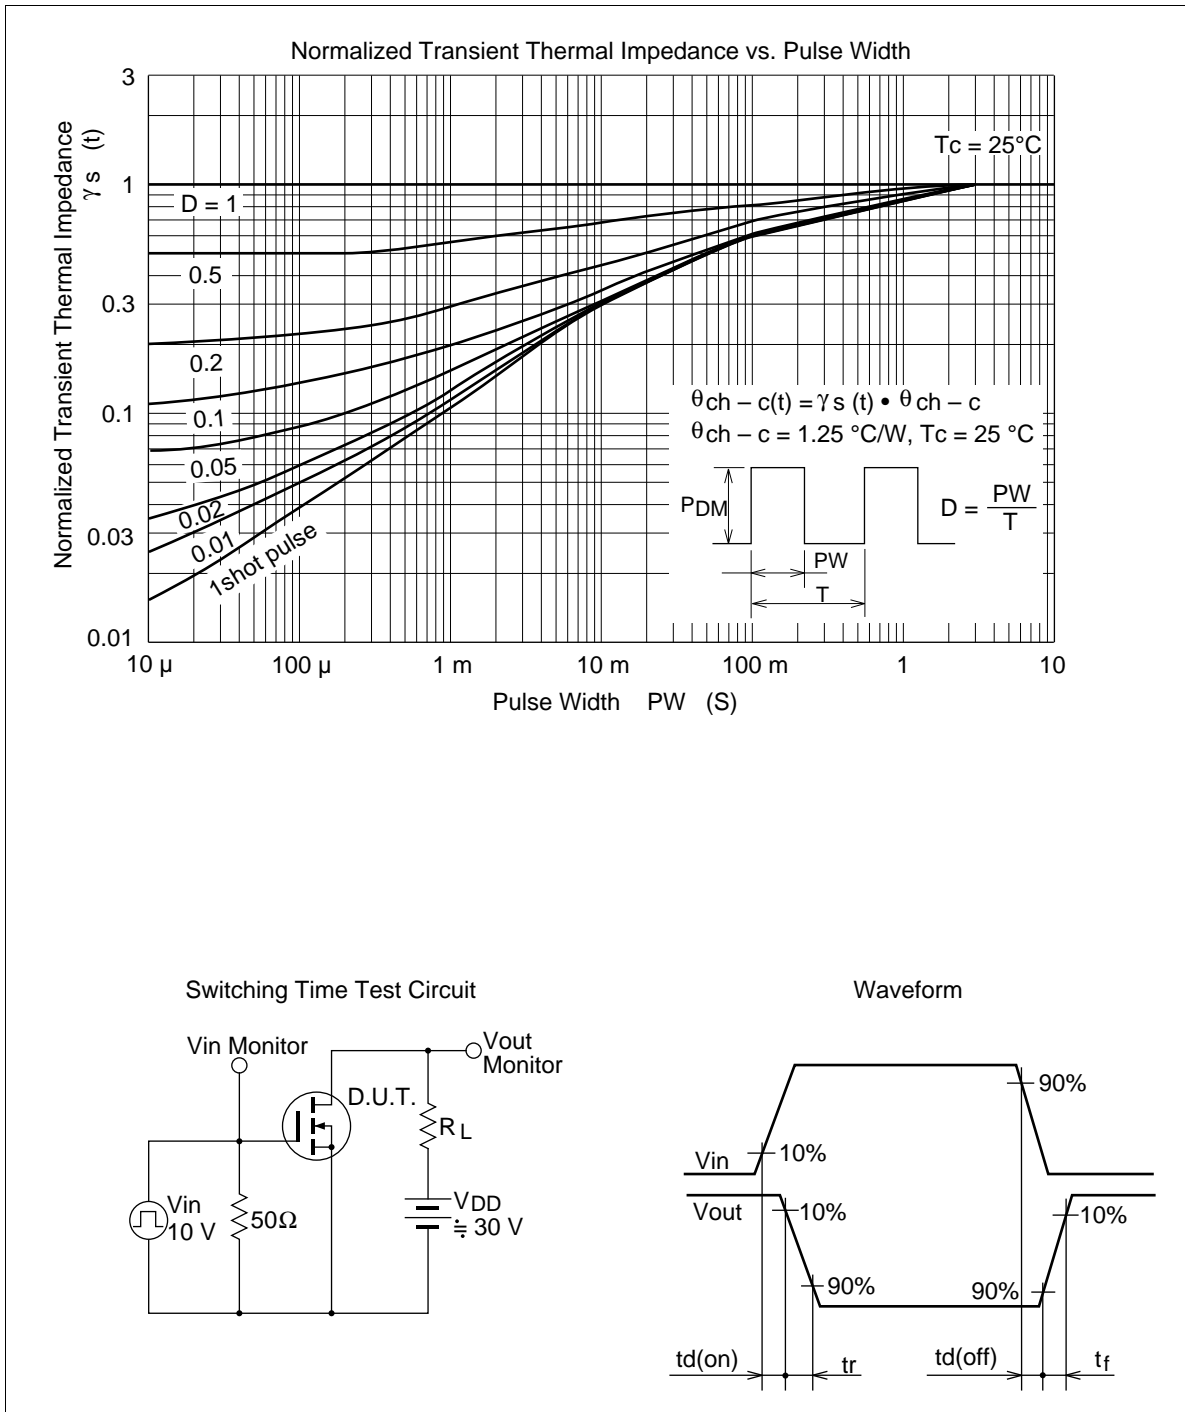 Normalized Transient Thermal Impedance vs. Pulse Width
Normalized Transient Thermal Impedance
γ s (t)
3
1
0.3
0.1
0.03
0.01
Tc = 25°C
D = 1
0.5
0.2
0.1
0.05
0.02
0.01
1shot pulse
θch – c(t) = γ s (t) • θch – c
θch – c = 1.25 °C/W, Tc = 25 °C
PDM
PW
T
D = PW
T
10 µ
100 µ
1 m
10 m
100 m
1
10
Pulse Width PW (S)
Switching Time Test Circuit
Vin Monitor
Vout
Monitor
D.U.T.
RL
Vin
10 V
50Ω
VDD
≒ 30 V
Waveform
90%
10%
Vin
Vout
10%
10%
90%
90%
td(on)
tr
td(off)
tf